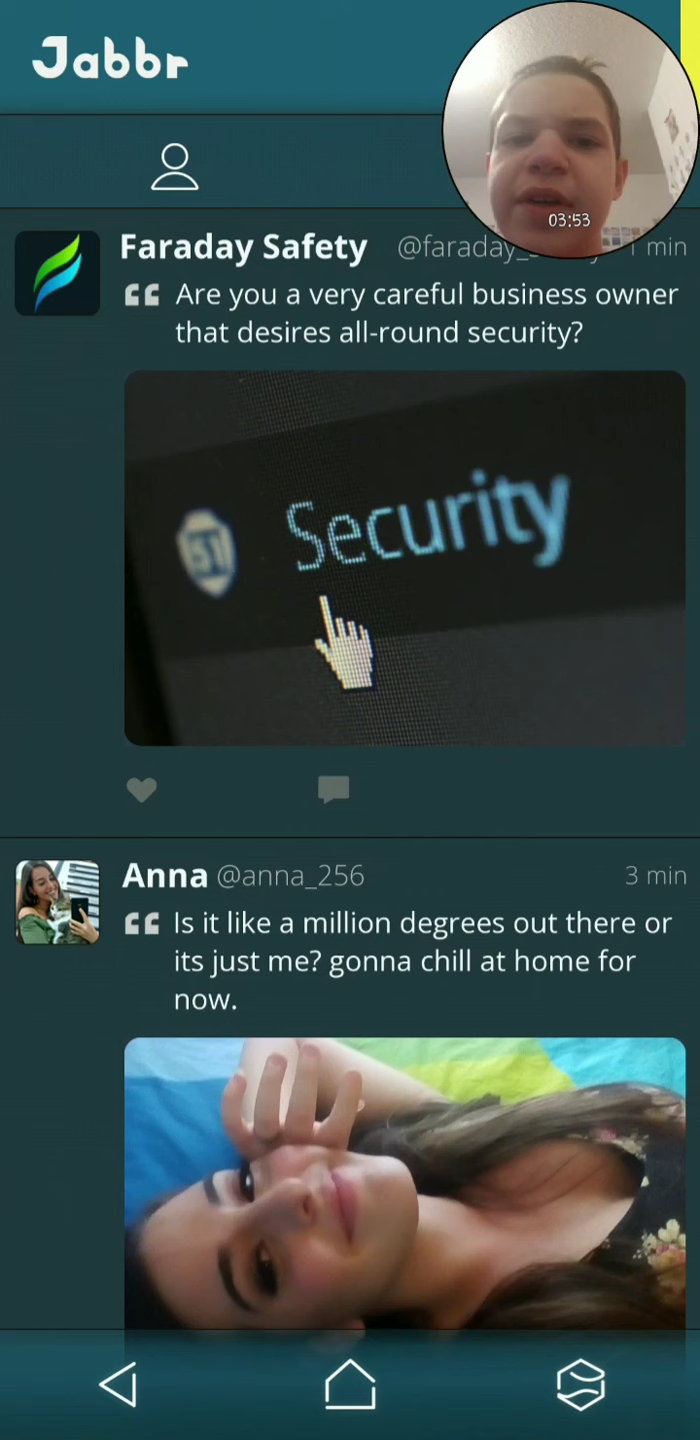 Jabbr
03:53
Faraday Safety @faraday_ 1 min
Are you a very careful business owner
that desires all-round security?
51 Security
Anna @anna_256 3 min
Is it like a million degrees out there or
its just me? gonna chill at home for
now.